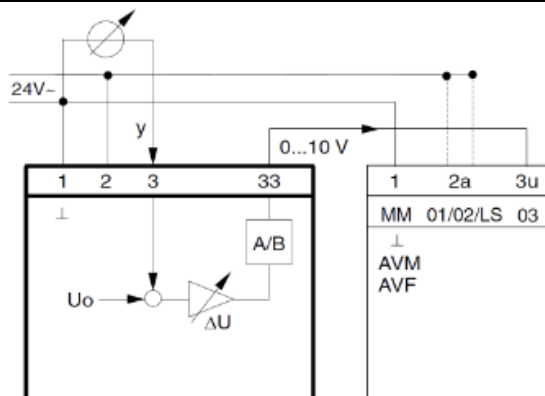 24V~
y
0...10 V
1 2 3 33
1 2a 3u
MM 01/02/LS 03
⊥
A/B
⊥
AVM
AVF
Uo
ΔU